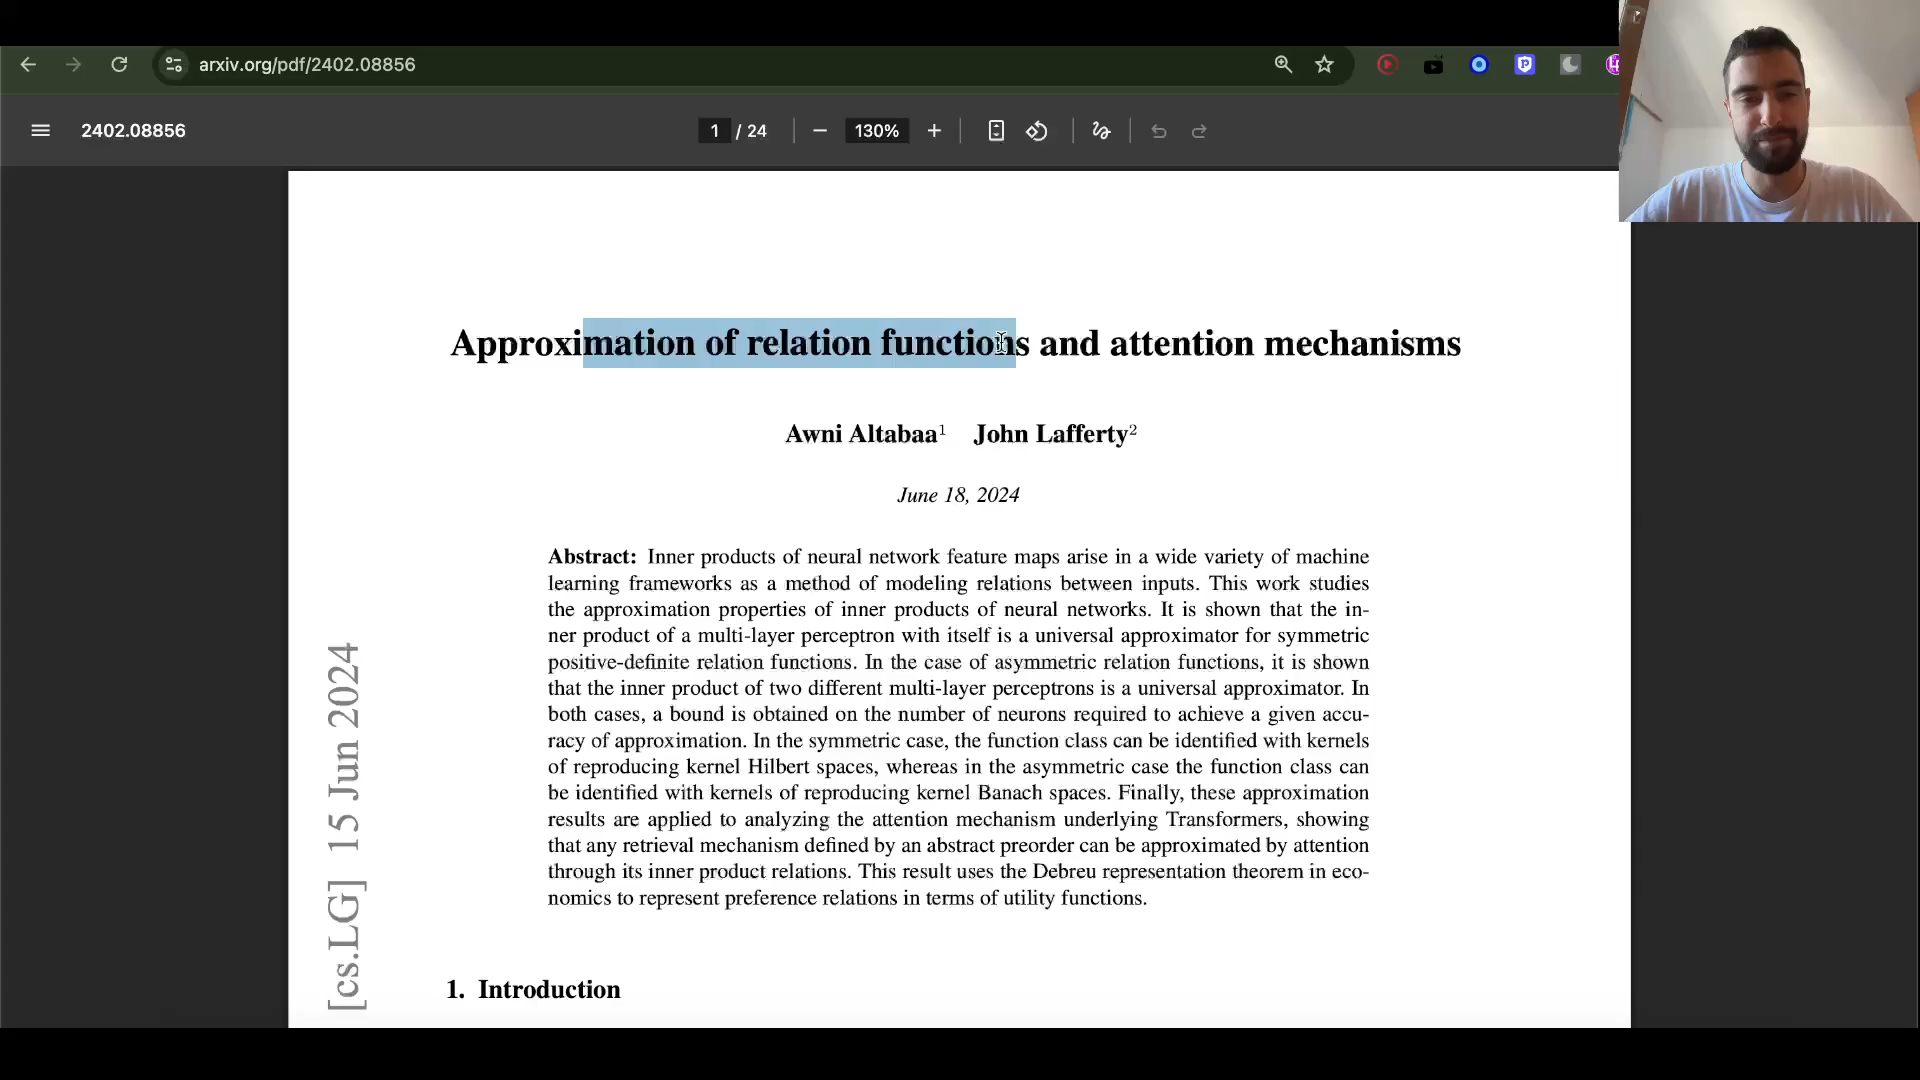 arxiv.org/pdf/2402.08856
2402.08856
1 / 24
130%
Approximation of relation functions and attention mechanisms
Awni Altabaa1 John Lafferty2
June 18, 2024
Abstract: Inner products of neural network feature maps arise in a wide variety of machine
learning frameworks as a method of modeling relations between inputs. This work studies
the approximation properties of inner products of neural networks. It is shown that the in-
ner product of a multi-layer perceptron with itself is a universal approximator for symmetric
positive-definite relation functions. In the case of asymmetric relation functions, it is shown
that the inner product of two different multi-layer perceptrons is a universal approximator. In
both cases, a bound is obtained on the number of neurons required to achieve a given accu-
racy of approximation. In the symmetric case, the function class can be identified with kernels
of reproducing kernel Hilbert spaces, whereas in the asymmetric case the function class can
be identified with kernels of reproducing kernel Banach spaces. Finally, these approximation
results are applied to analyzing the attention mechanism underlying Transformers, showing
that any retrieval mechanism defined by an abstract preorder can be approximated by attention
through its inner product relations. This result uses the Debreu representation theorem in eco-
nomics to represent preference relations in terms of utility functions.
[cs.LG] 15 Jun 2024
1. Introduction